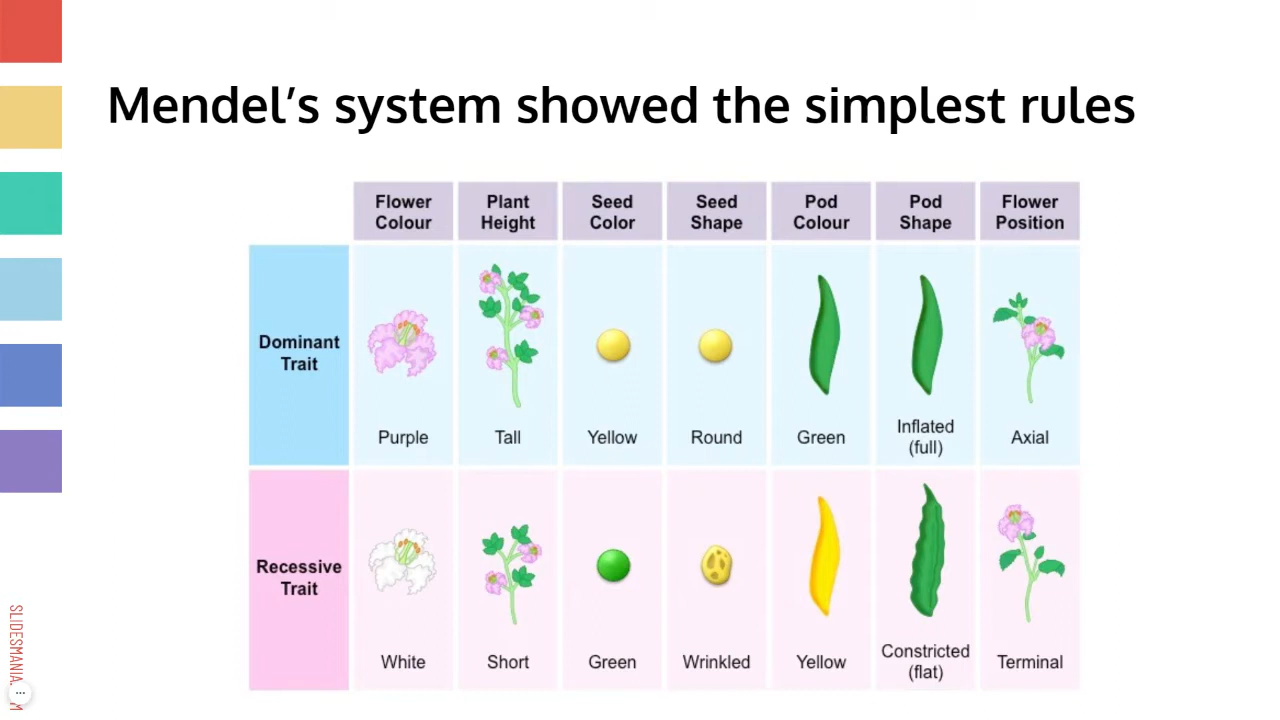 Mendel’s system showed the simplest rules
Flower
Colour
Plant
Height
Seed
Color
Seed
Shape
Pod
Colour
Pod
Shape
Flower
Position
Dominant
Trait
Purple
Tall
Yellow
Round
Green
Inflated
(full)
Axial
Recessive
Trait
White
Short
Green
Wrinkled
Yellow
Constricted
(flat)
Terminal